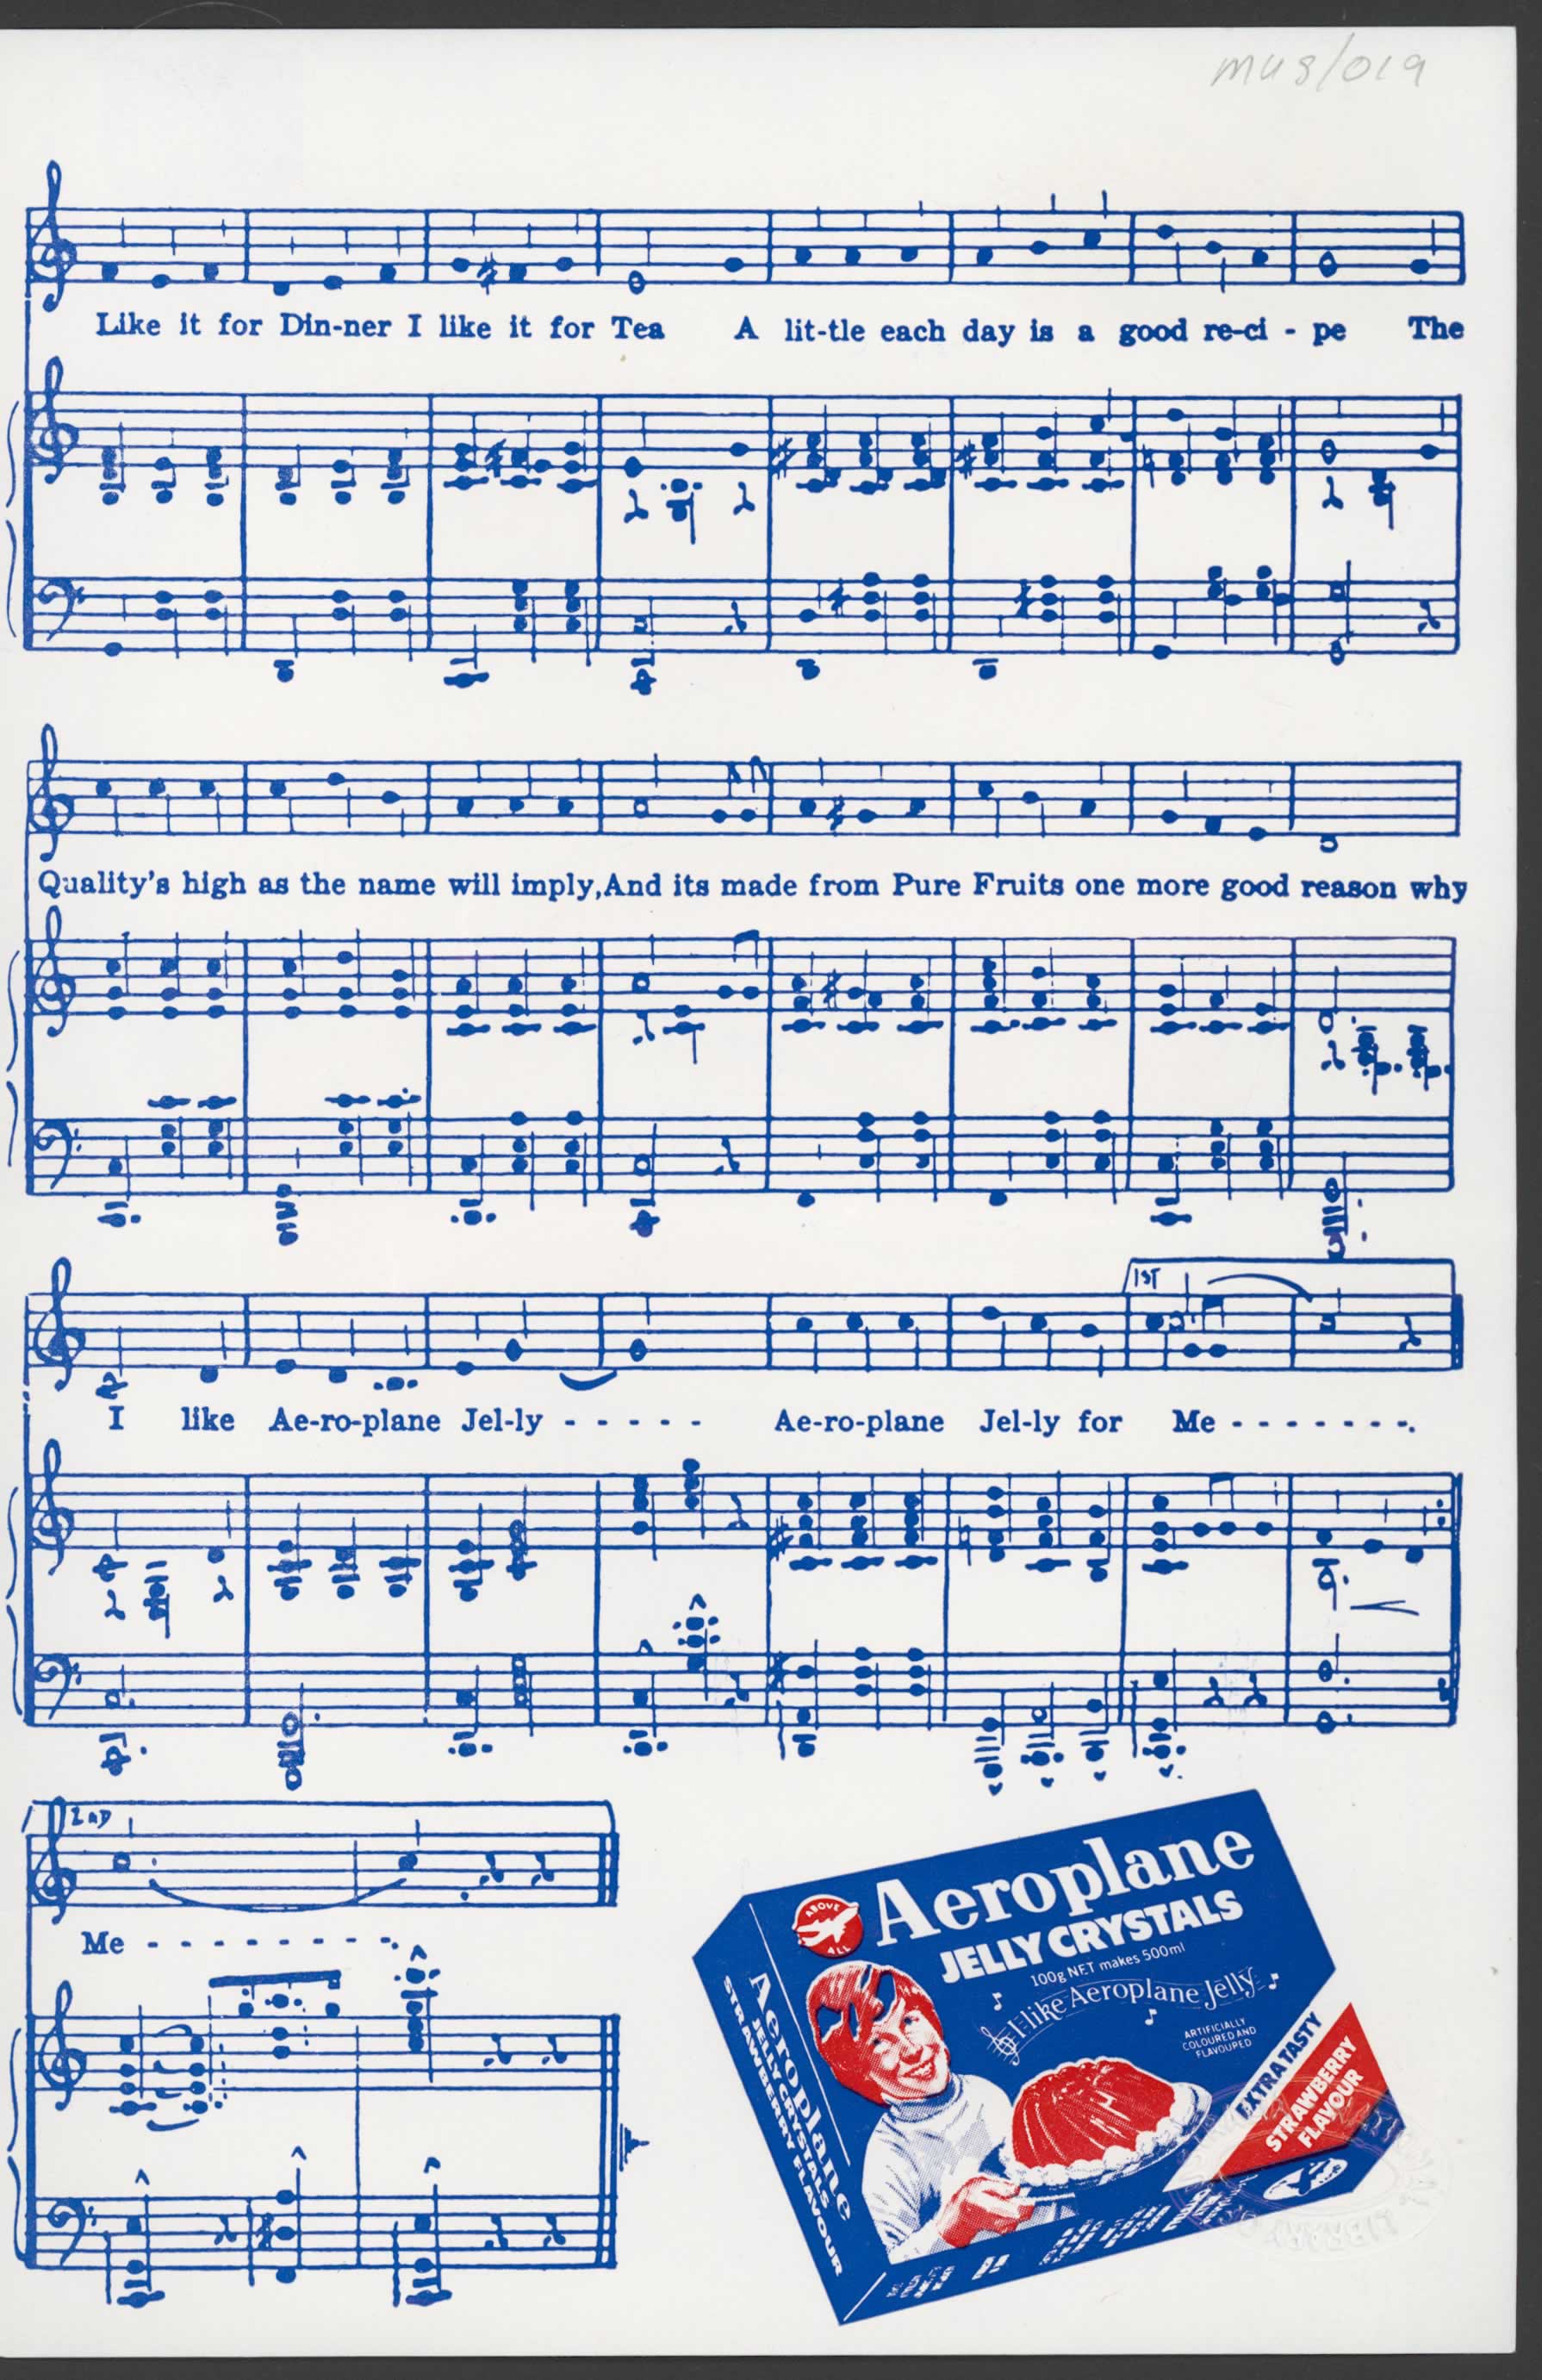 mus/019
Like it for Din-ner I like it for Tea A lit-tle each day is a good re-ci - pe The
Quality's high as the name will imply,And its made from Pure Fruits one more good reason why
1ST
I like Ae-ro-plane Jel-ly - - - - - Ae-ro-plane Jel-ly for Me - - - - - - -.
2ND
Me - - - - - - - -.
ABOVE
ALL
Aeroplane
JELLY CRYSTALS
100g NET makes 500ml
I like Aeroplane Jelly
ARTIFICIALLY
COLOURED AND
FLAVOURED
EXTRA TASTY
STRAWBERRY
FLAVOUR
Aeroplane
JELLY CRYSTALS
STRAWBERRY FLAVOUR
LIBRARY